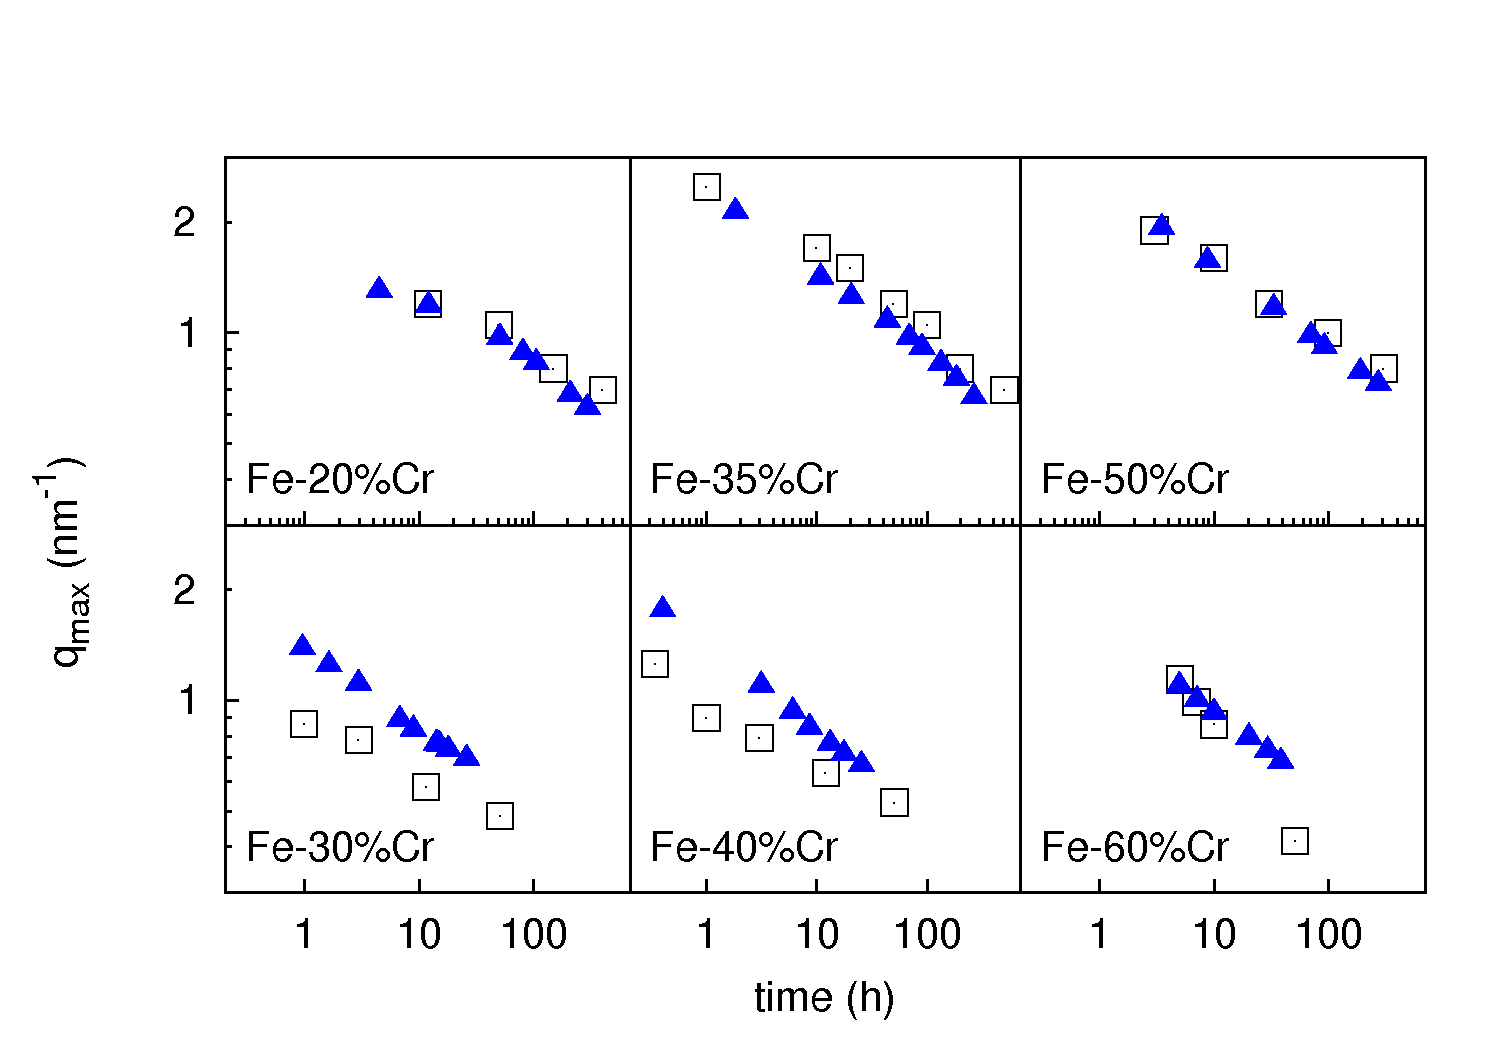 2
1
Fe-20%Cr
Fe-35%Cr
Fe-50%Cr
2
1
Fe-30%Cr
Fe-40%Cr
Fe-60%Cr
1 10 100
1 10 100
1 10 100
time (h)
qmax (nm-1)